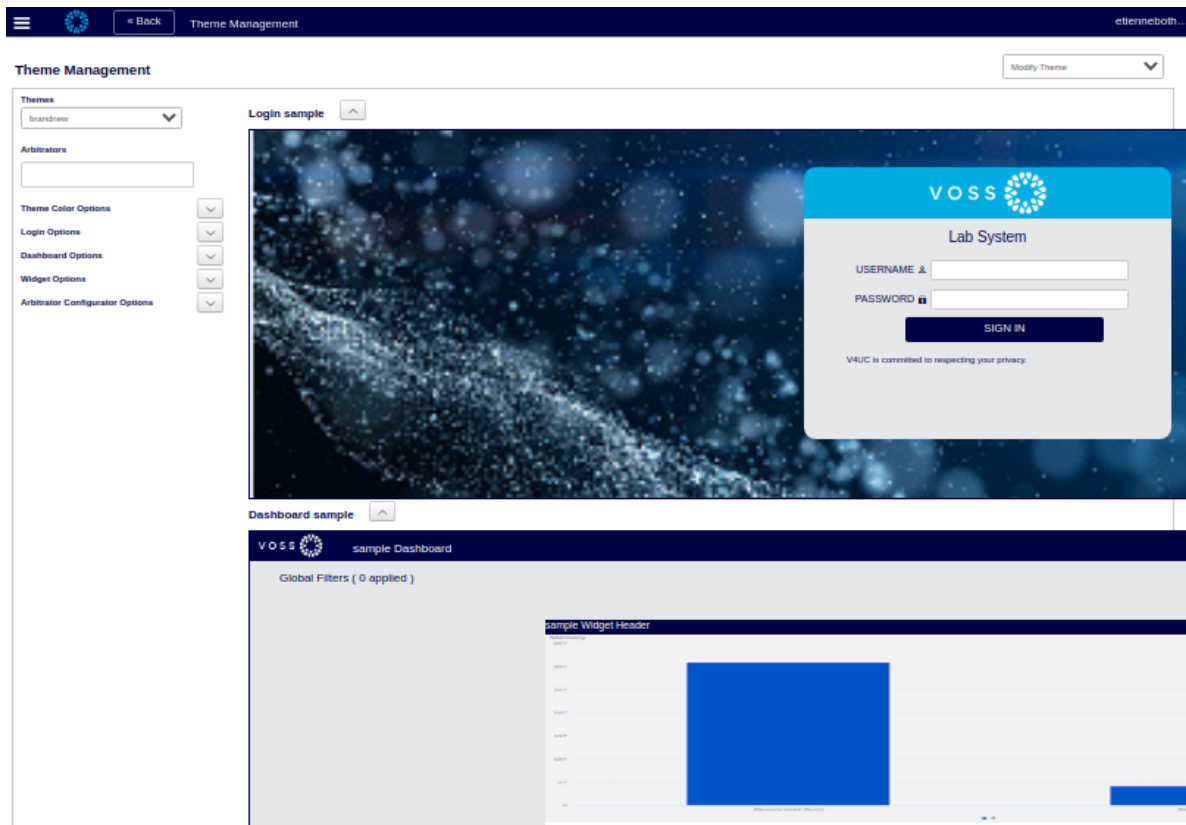 « Back
Theme Management
etienneboth...
Theme Management
Modify Theme
Themes
brandnew
Arbitrators
Theme Color Options
Login Options
Dashboard Options
Widget Options
Arbitrator Configurator Options
Login sample
VOSS
Lab System
USERNAME
PASSWORD
SIGN IN
V4UC is committed to respecting your privacy.
Dashboard sample
VOSS
sample Dashboard
Global Filters ( 0 applied )
sample Widget Header
Memory